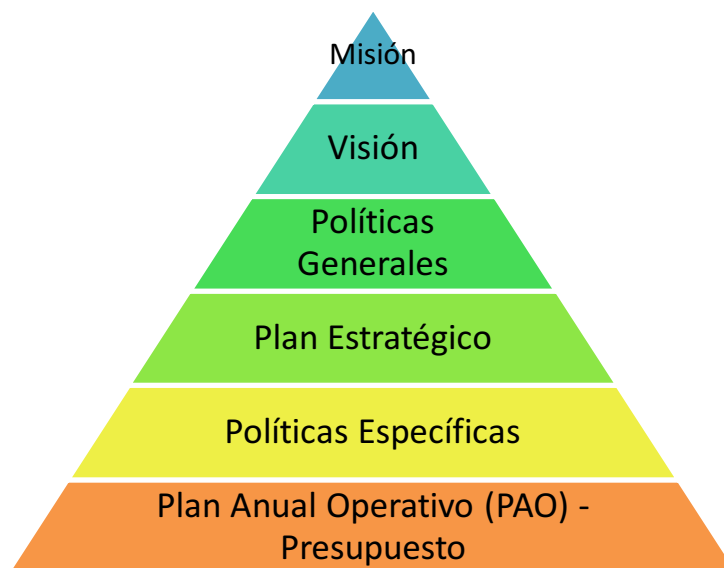 Misión
Visión
Políticas
Generales
Plan Estratégico
Políticas Específicas
Plan Anual Operativo (PAO) -
Presupuesto